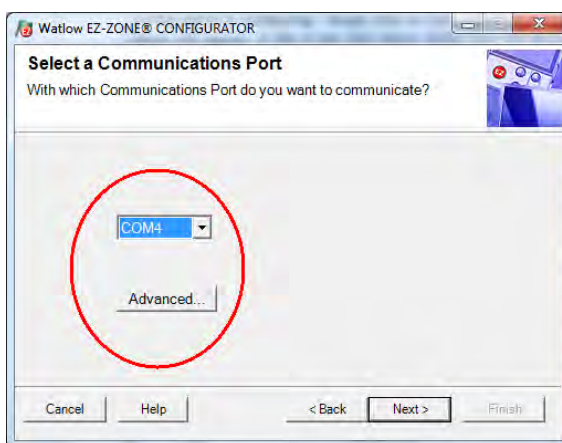 Watlow EZ-ZONE® CONFIGURATOR
Select a Communications Port
With which Communications Port do you want to communicate?
EZ
COM4
Advanced...
Cancel
Help
< Back
Next >
Finish